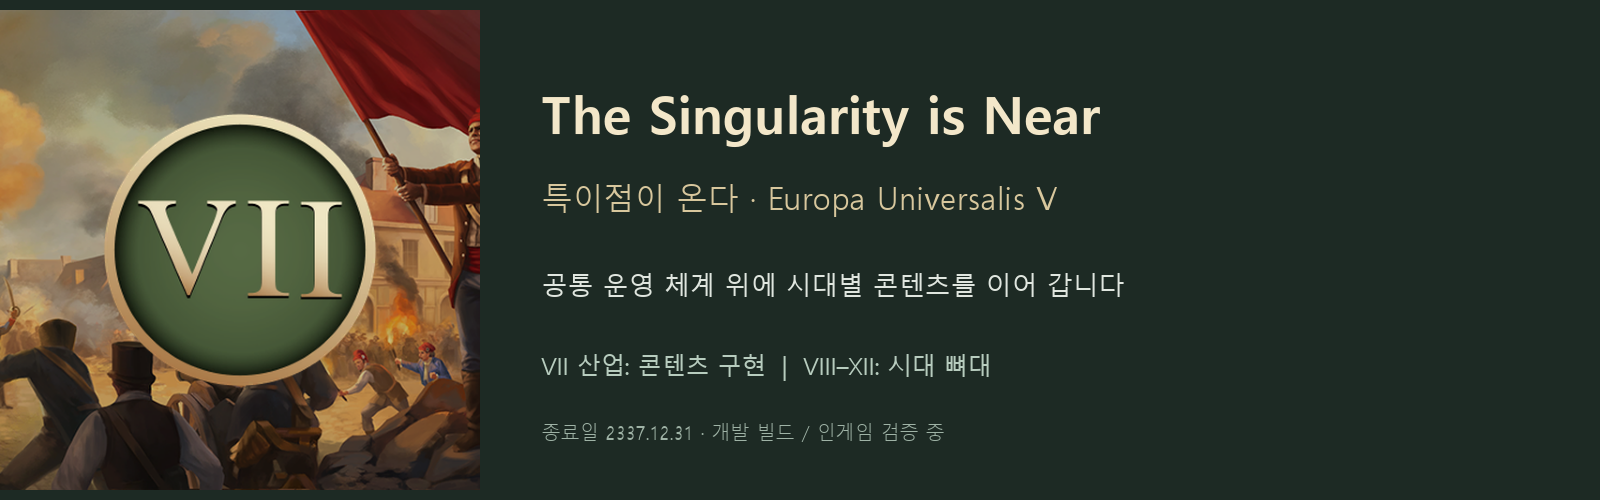 VII
The Singularity is Near
특이점이 온다 · Europa Universalis V
공통 운영 체계 위에 시대별 콘텐츠를 이어 갑니다
VII 산업: 콘텐츠 구현 | VIII–XII: 시대 뼈대
종료일 2337.12.31 · 개발 빌드 / 인게임 검증 중